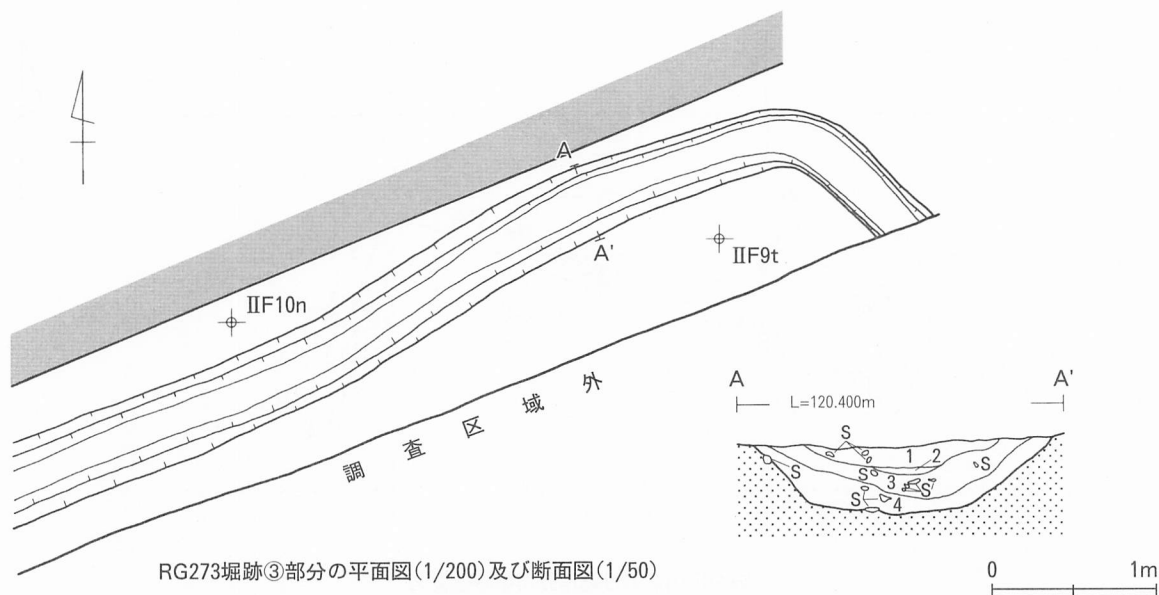 A
A'
ⅡF9t
ⅡF10n
調査区域外
A A'
L=120.400m
S
1 2
S S S
3 S
S 4
RG273堀跡③部分の平面図(1/200)及び断面図(1/50)
0 1m